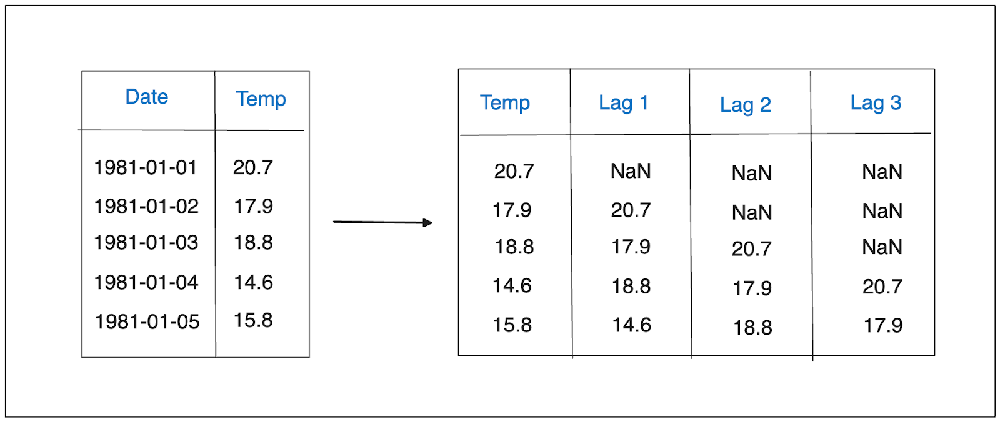 Date Temp
1981-01-01 20.7
1981-01-02 17.9
1981-01-03 18.8
1981-01-04 14.6
1981-01-05 15.8
Temp Lag 1 Lag 2 Lag 3
20.7 NaN NaN NaN
17.9 20.7 NaN NaN
18.8 17.9 20.7 NaN
14.6 18.8 17.9 20.7
15.8 14.6 18.8 17.9